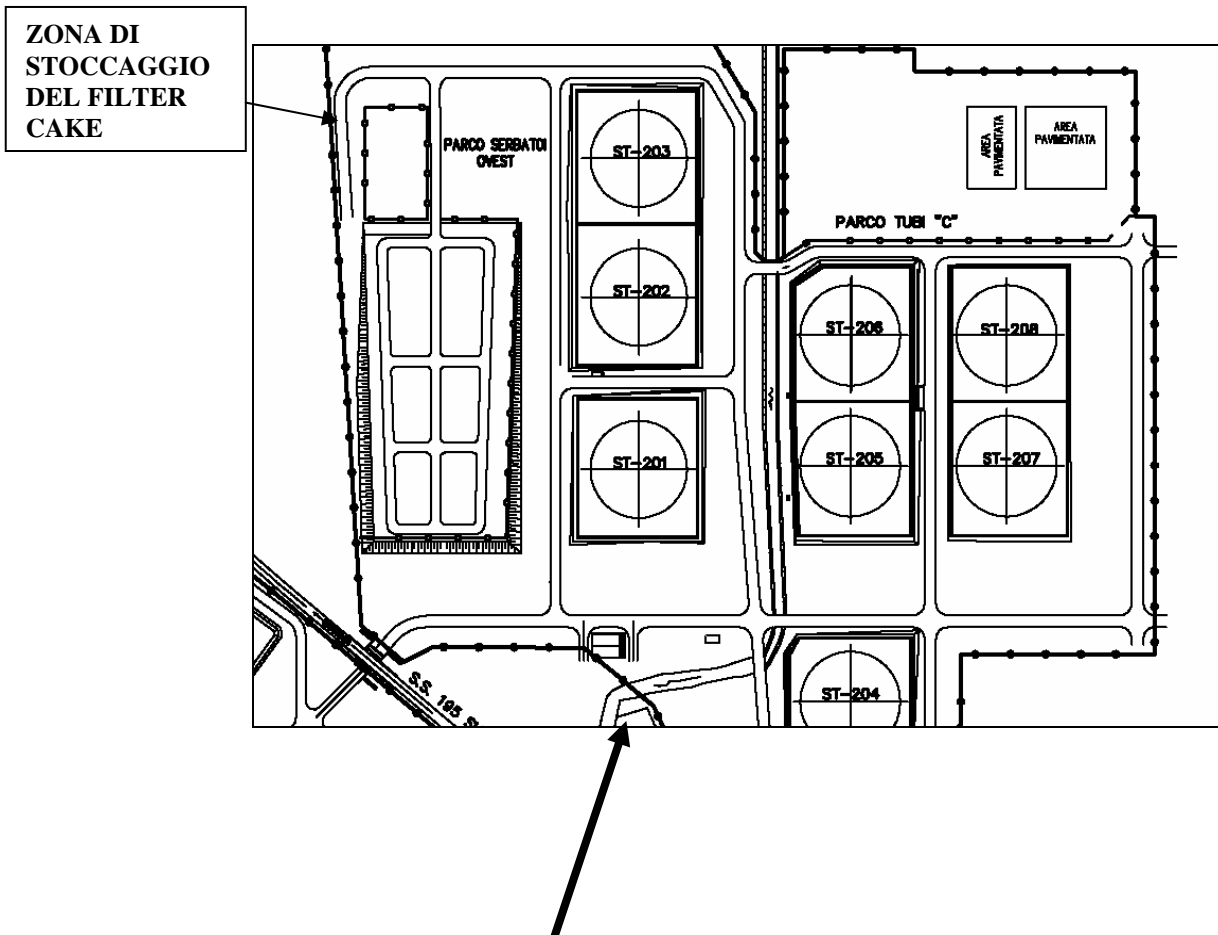 ZONA DI
STOCCAGGIO
DEL FILTER
CAKE
PARCO SERBATOI
OVEST
ST-203
AREA
PAVIMENTATA
AREA
PAVIMENTATA
PARCO TUBI "C"
ST-202
ST-206
ST-208
ST-201
ST-205
ST-207
S.S. 195
ST-204